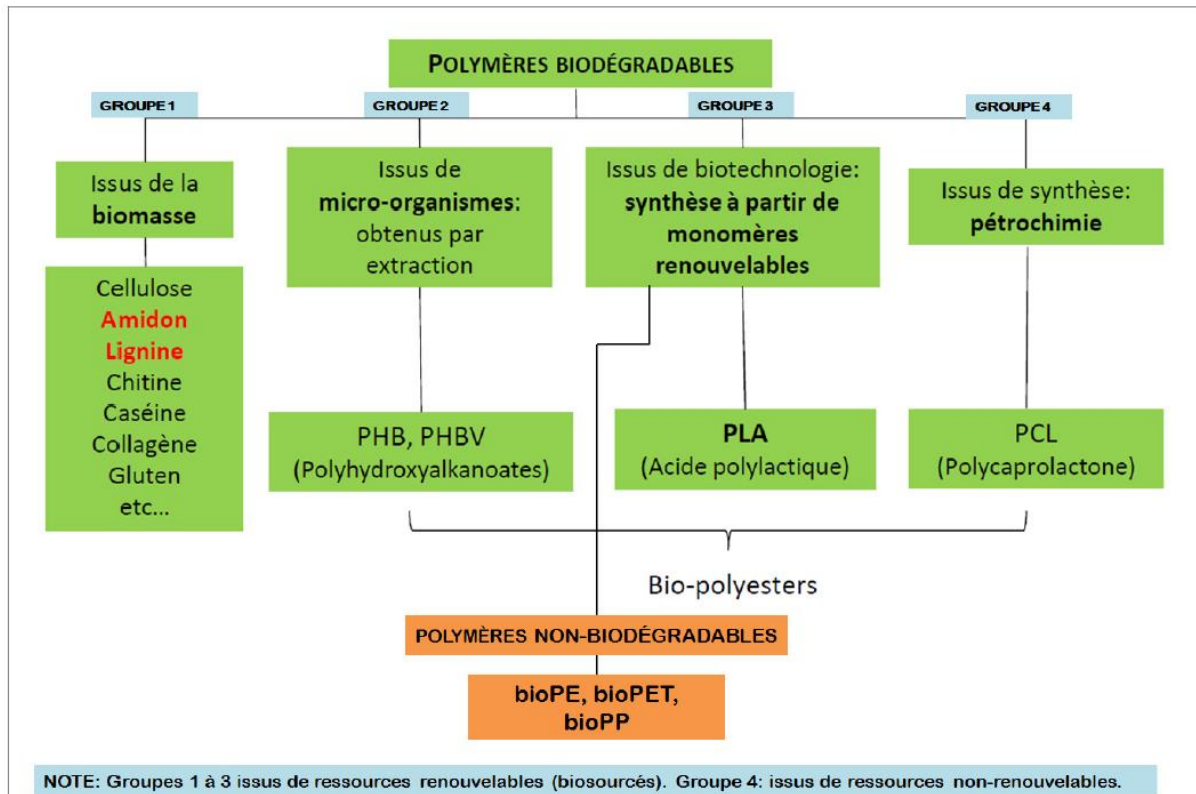 POLYMÈRES BIODÉGRADABLES
GROUPE 1
GROUPE 2
GROUPE 3
GROUPE 4
Issus de la
biomasse
Cellulose
Amidon
Lignine
Chitine
Caséine
Collagène
Gluten
etc...
Issus de
micro-organismes:
obtenus par
extraction
PHB, PHBV
(Polyhydroxyalkanoates)
Issus de biotechnologie:
synthèse à partir de
monomères
renouvelables
PLA
(Acide polylactique)
Issus de synthèse:
pétrochimie
PCL
(Polycaprolactone)
Bio-polyesters
POLYMÈRES NON-BIODÉGRADABLES
bioPE, bioPET,
bioPP
NOTE: Groupes 1 à 3 issus de ressources renouvelables (biosourcés). Groupe 4: issus de ressources non-renouvelables.